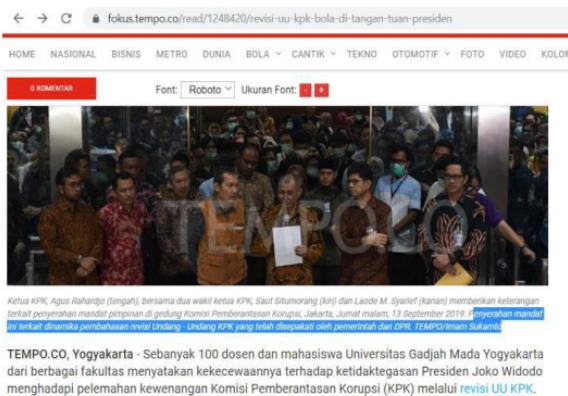 fokus.tempo.co/read/1248420/revisi-uu-kpk-bola-di-tangan-tuan-presiden
HOME NASIONAL BISNIS METRO DUNIA BOLA CANTIK TEKNO OTOMOTIF FOTO VIDEO KOLOM
0 KOMENTAR Font: Roboto Ukuran Font: - +
TEMPO.CO
Ketua KPK, Agus Rahardjo (tengah), bersama dua wakil ketua KPK, Saut Situmorang (kiri) dan Laode M. Syarief (kanan) memberikan keterangan
terkait penyerahan mandat pimpinan di gedung Komisi Pemberantasan Korupsi, Jakarta, Jumat malam, 13 September 2019. Penyerahan mandat
ini terkait dinamika pembahasan revisi Undang - Undang KPK yang telah disepakati oleh pemerintah dan DPR. TEMPO/Imam Sukamto
TEMPO.CO, Yogyakarta - Sebanyak 100 dosen dan mahasiswa Universitas Gadjah Mada Yogyakarta
dari berbagai fakultas menyatakan kekecewaannya terhadap ketidaktegasan Presiden Joko Widodo
menghadapi pelemahan kewenangan Komisi Pemberantasan Korupsi (KPK) melalui revisi UU KPK.